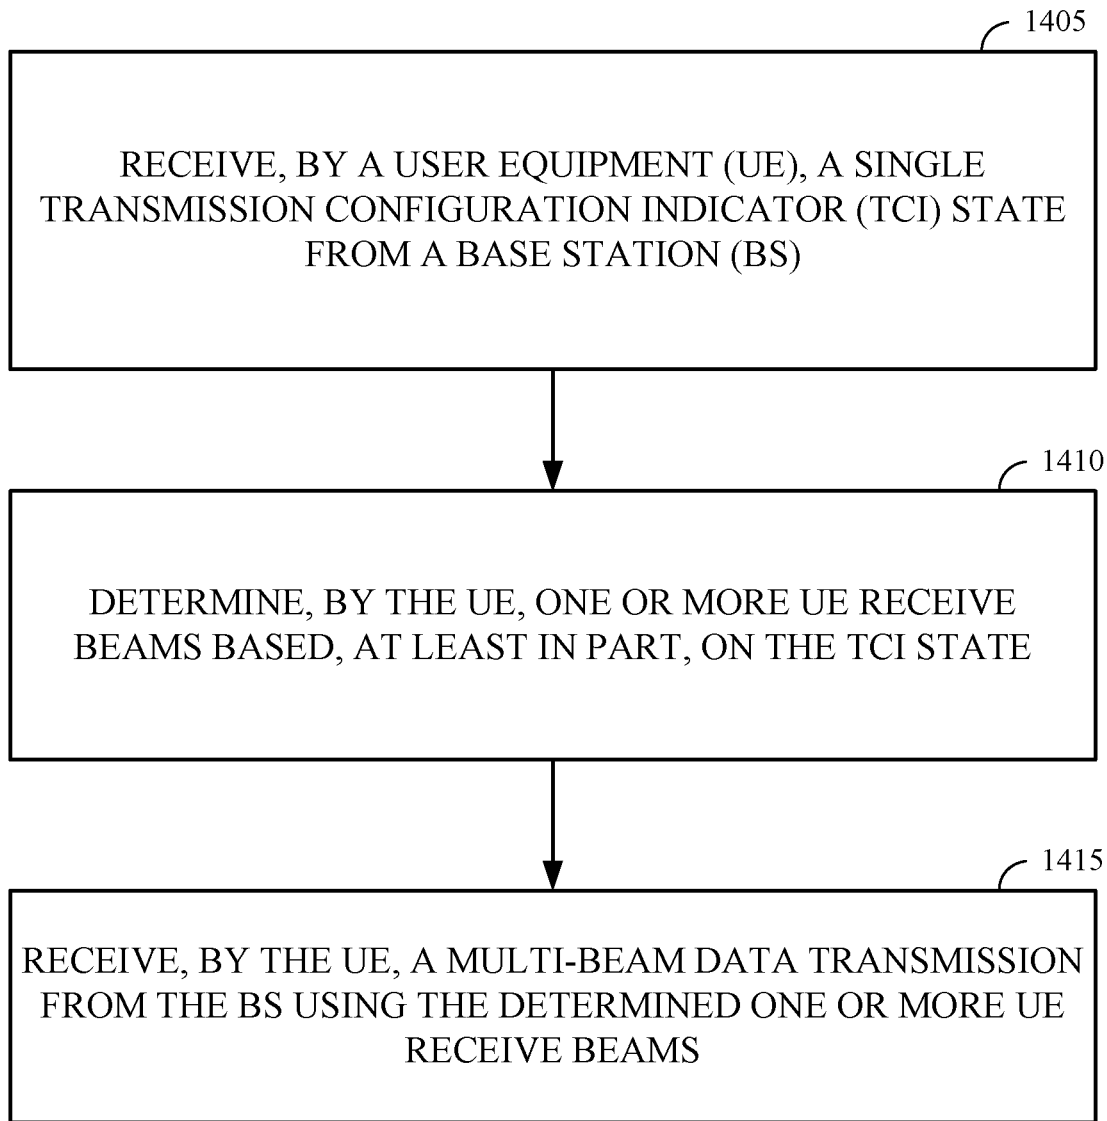 1405
RECEIVE, BY A USER EQUIPMENT (UE), A SINGLE
TRANSMISSION CONFIGURATION INDICATOR (TCI) STATE
FROM A BASE STATION (BS)
1410
DETERMINE, BY THE UE, ONE OR MORE UE RECEIVE
BEAMS BASED, AT LEAST IN PART, ON THE TCI STATE
1415
RECEIVE, BY THE UE, A MULTI-BEAM DATA TRANSMISSION
FROM THE BS USING THE DETERMINED ONE OR MORE UE
RECEIVE BEAMS